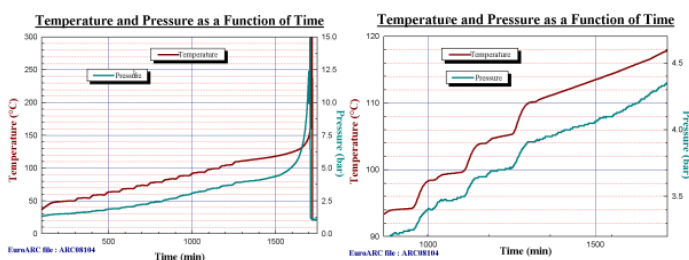 Temperature and Pressure as a Function of Time
300
250
200
150
100
50
0
15.0
12.5
10.0
7.5
5.0
2.5
0.0
Temperature
Pressure
Temperature (°C)
Pressure (bar)
500
1000
1500
EuroARC file : ARC08104
Time (min)
Temperature and Pressure as a Function of Time
120
110
100
90
4.5
4.0
3.5
Temperature
Pressure
Temperature (°C)
Pressure (bar)
1000
1500
EuroARC file : ARC08104
Time (min)